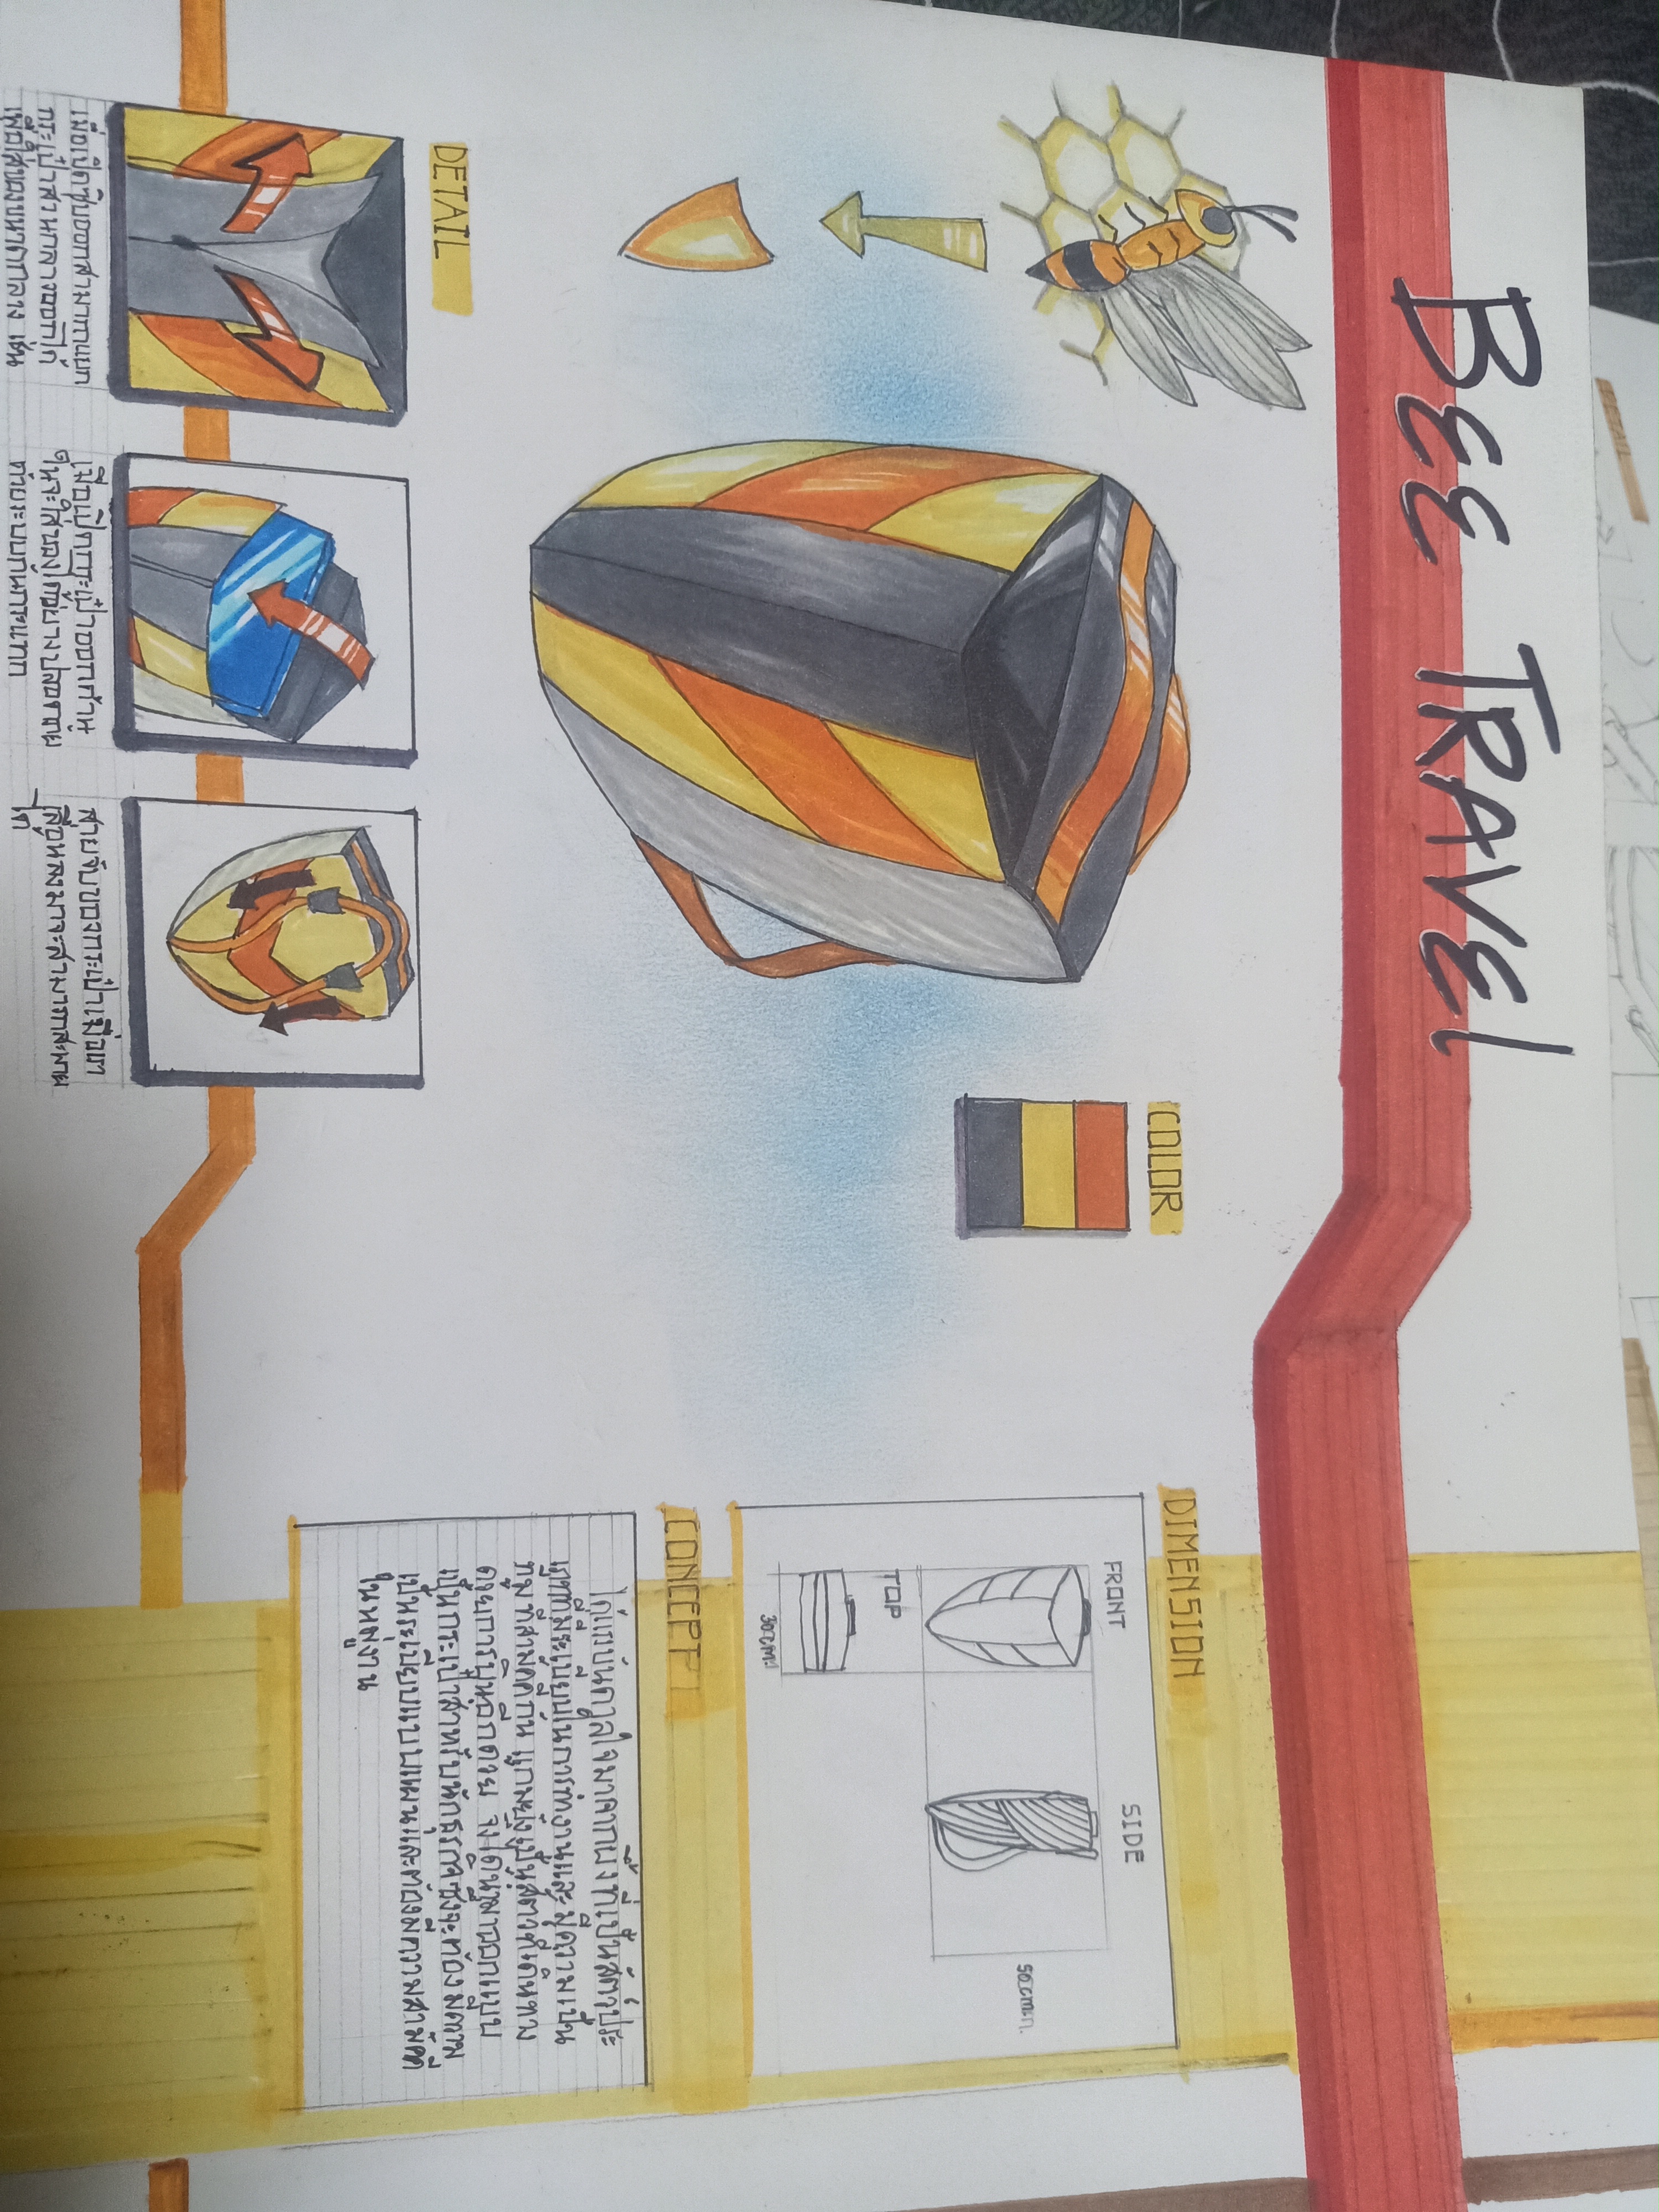 DETAIL
BEE TRAVEL
COLOR
DIMENSION
FRONT
SIDE
50 cm.
TOP
30 cm.
CONCEPT
ได้แรงบันดาลใจมาจากผึ้งที่เป็นสัตว์ประ
เภทที่มีระเบียบในการทำงานและมีความเป็น
ทีมที่สามัคคีกัน แถมยังเป็นสัตว์ที่เดินทาง
ด้วยการบินอีกด้วย จึงได้นำมาออกแบบ
เป็นกระเป๋าสำหรับนักธุรกิจซึ่งจะต้องมีความ
เป็นระเบียบแบบแผนและต้องมีความสามัคคี
ในหมู่งาน
DETAIL
เมื่อเปิดซิบออกสามารถแยก
กระเป๋าส่วนกลางออกได้
เพื่อใส่ของขนาดกลาง เช่น
เมื่อเปิดกระเป๋าออกด้าน
ในจะใส่ของได้อย่างปลอดภัย
ด้วยระบบกันกระแทก
สายจับของกระเป๋าเมื่อเรา
เลื่อนลงมาจะสามารถสะพาย
ได้